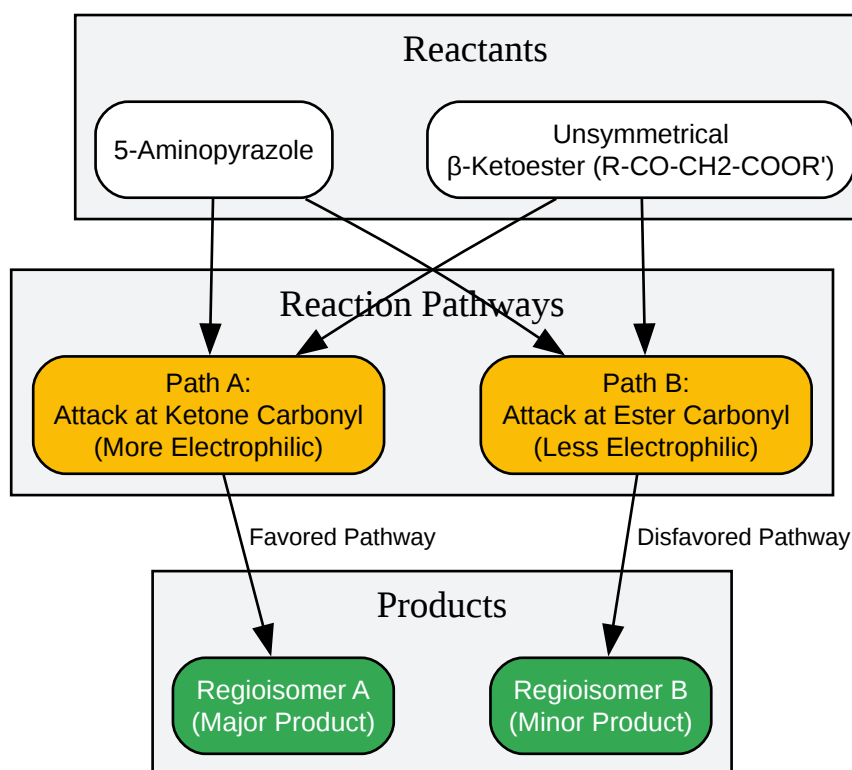 Reactants
5-Aminopyrazole
Unsymmetrical
β-Ketoester (R-CO-CH2-COOR')
Reaction Pathways
Path A:
Attack at Ketone Carbonyl
(More Electrophilic)
Path B:
Attack at Ester Carbonyl
(Less Electrophilic)
Favored Pathway
Disfavored Pathway
Products
Regioisomer A
(Major Product)
Regioisomer B
(Minor Product)